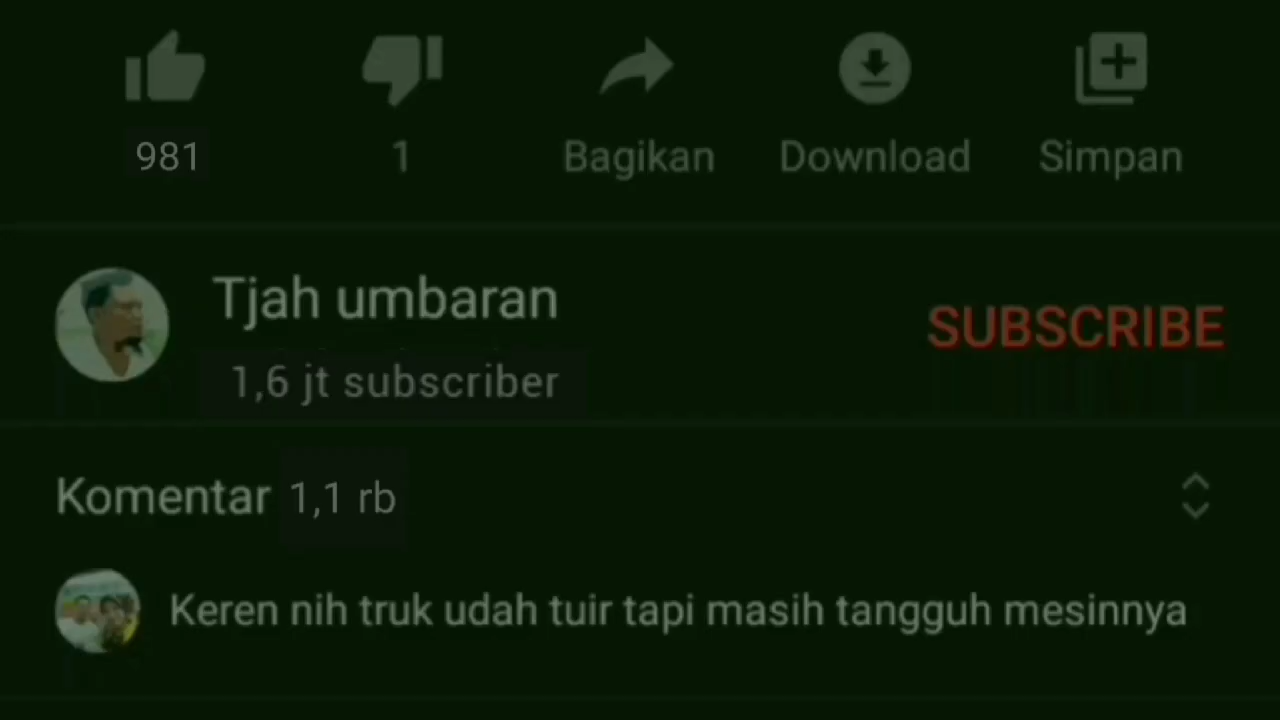 981
1
Bagikan
Download
Simpan
Tjah umbaran
SUBSCRIBE
1,6 jt subscriber
Komentar 1,1 rb
Keren nih truk udah tuir tapi masih tangguh mesinnya